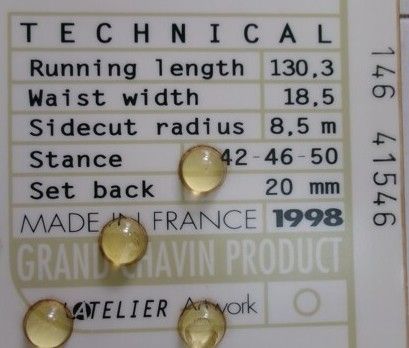 TECHNICAL
Running length 130,3
Waist width 18,5
Sidecut radius 8,5 m
Stance 42-46-50
Set back 20 mm
MADE IN FRANCE 1998
GRAND CHAVIN PRODUCT
L'ATELIER Artwork
146 41546